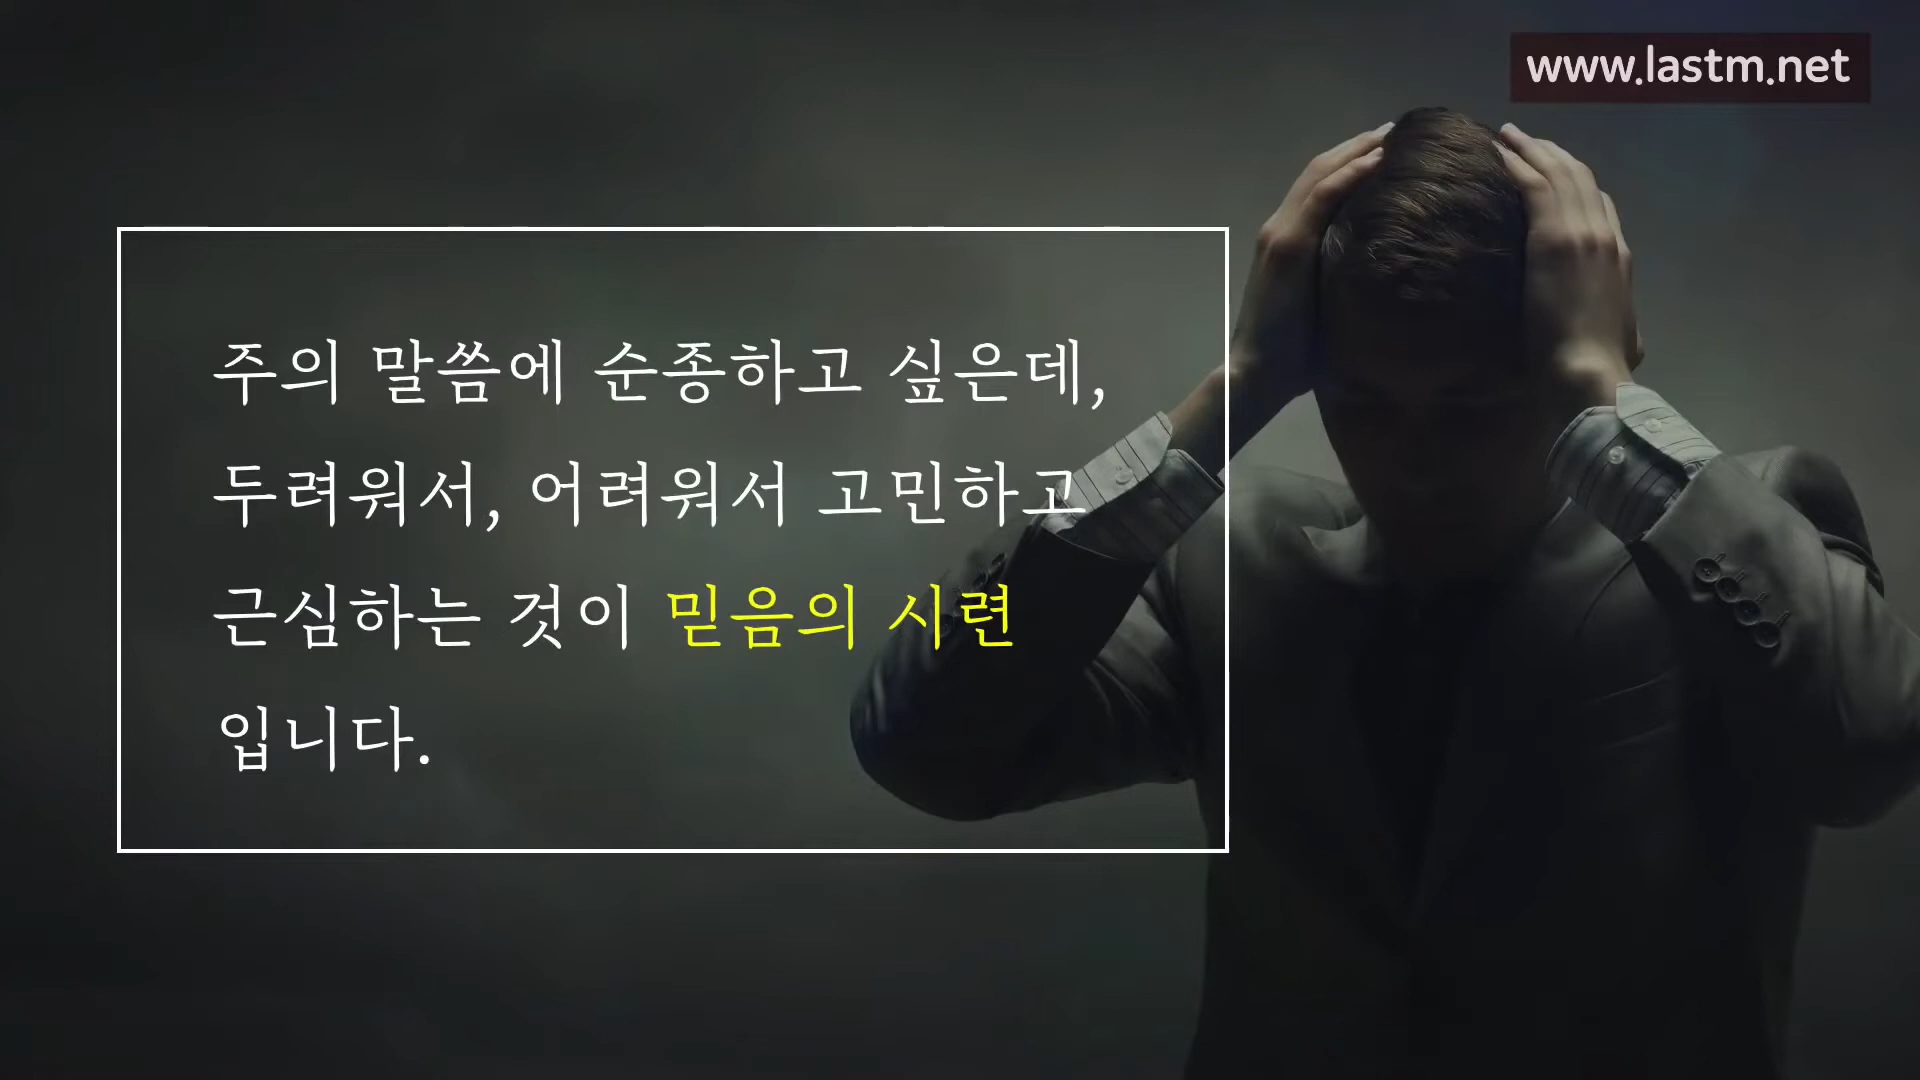 www.lastm.net
주의 말씀에 순종하고 싶은데,
두려워서, 어려워서 고민하고
근심하는 것이 믿음의 시련
입니다.